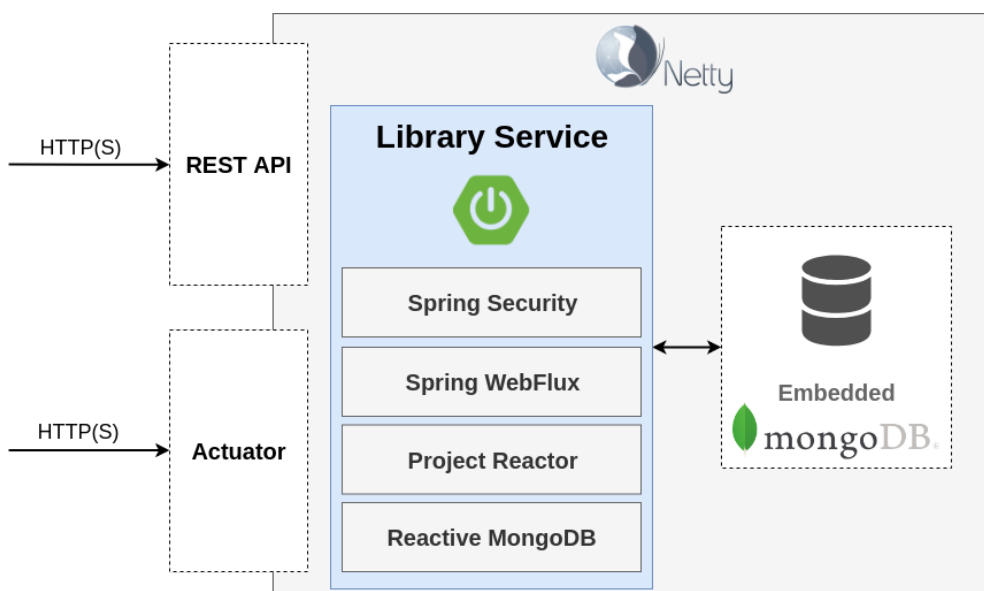 Netty
HTTP(S)
REST API
Library Service
Spring Security
Spring WebFlux
Project Reactor
Reactive MongoDB
HTTP(S)
Actuator
Embedded
mongoDB